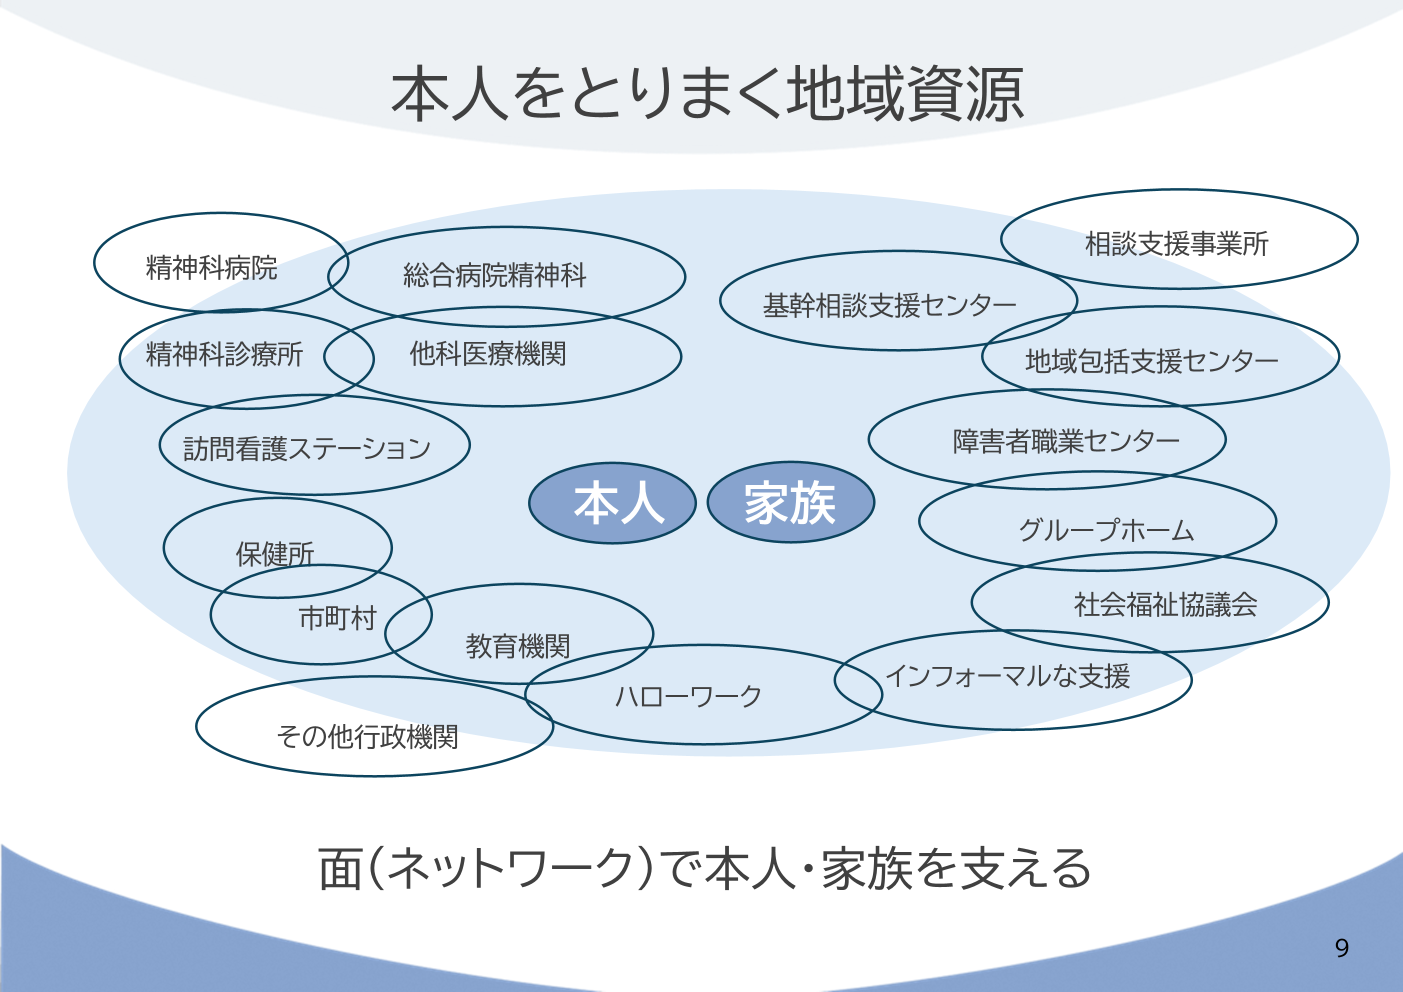 本人をとりまく地域資源
精神科病院
総合病院精神科
精神科診療所
他科医療機関
訪問看護ステーション
保健所
市町村
教育機関
その他行政機関
ハローワーク
本人
家族
相談支援事業所
基幹相談支援センター
地域包括支援センター
障害者職業センター
グループホーム
社会福祉協議会
インフォーマルな支援
面(ネットワーク)で本人・家族を支える
9